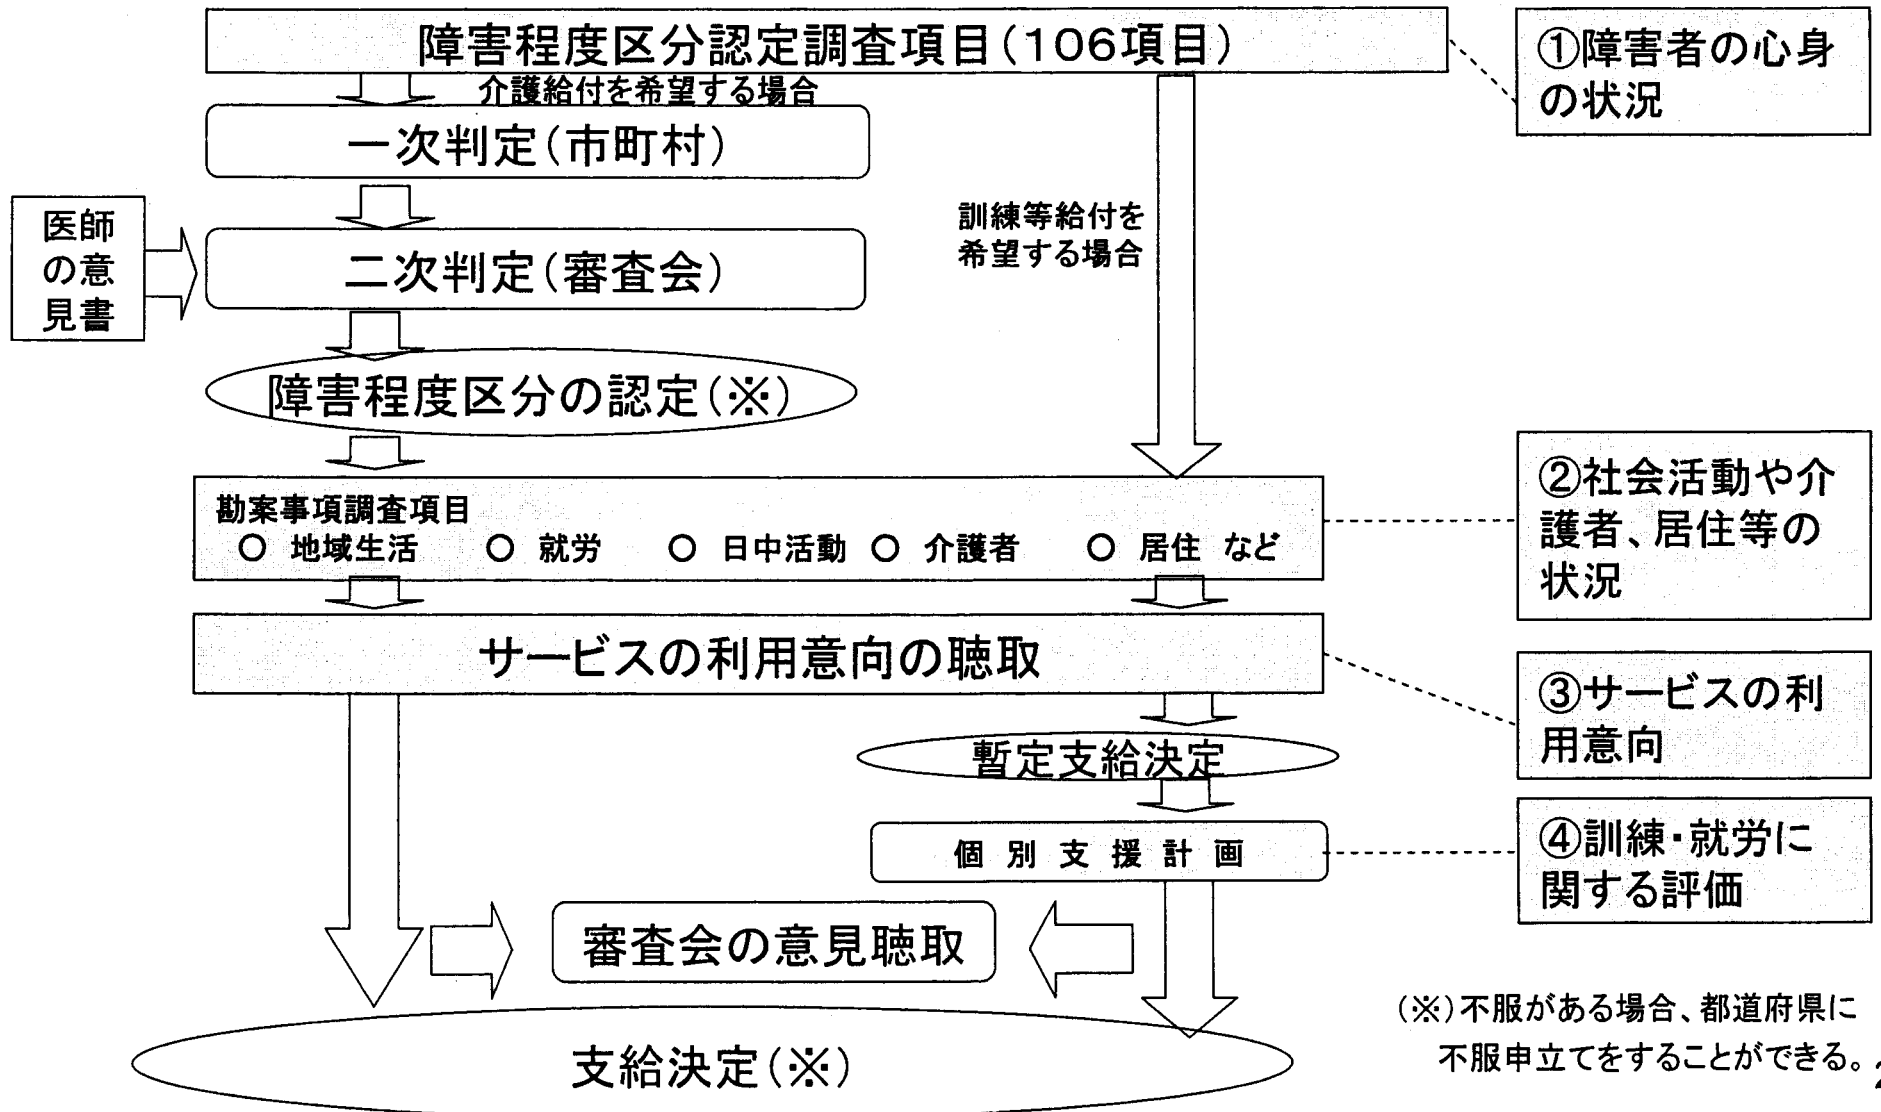 障害程度区分認定調査項目(106項目)
①障害者の心身
の状況
介護給付を希望する場合
一次判定(市町村)
医師
の意
見書
訓練等給付を
希望する場合
二次判定(審査会)
障害程度区分の認定(※)
勘案事項調査項目
○ 地域生活 ○ 就労 ○ 日中活動 ○ 介護者 ○ 居住 など
②社会活動や介
護者、居住等の
状況
サービスの利用意向の聴取
③サービスの利
用意向
暫定支給決定
個別支援計画
④訓練・就労に
関する評価
審査会の意見聴取
支給決定(※)
(※)不服がある場合、都道府県に
不服申立てをすることができる。